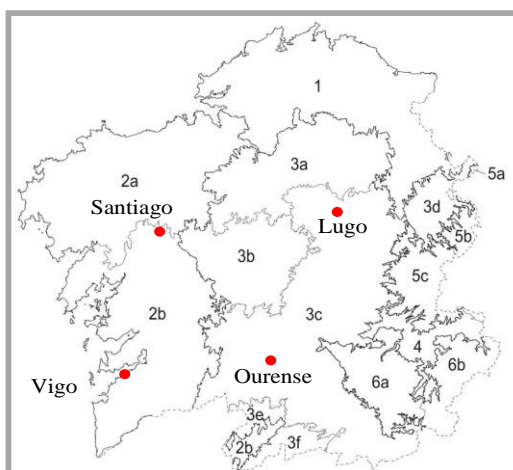 1
3a
5a
2a
3d
Santiago
Lugo
5b
3b
5c
2b
3c
4
Vigo
Ourense
6a
6b
3e
2b
3f